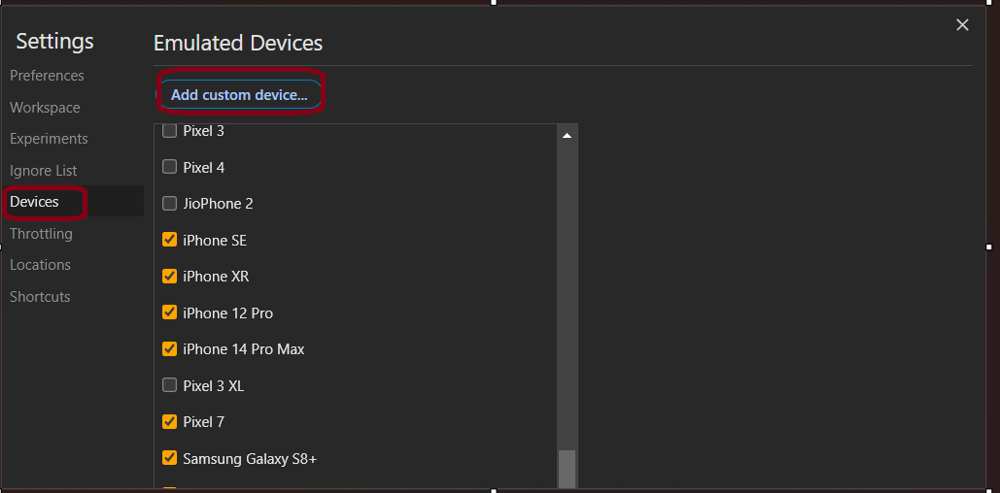 Settings
Preferences
Workspace
Experiments
Ignore List
Devices
Throttling
Locations
Shortcuts
Emulated Devices
Add custom device...
Pixel 3
Pixel 4
JioPhone 2
iPhone SE
iPhone XR
iPhone 12 Pro
iPhone 14 Pro Max
Pixel 3 XL
Pixel 7
Samsung Galaxy S8+